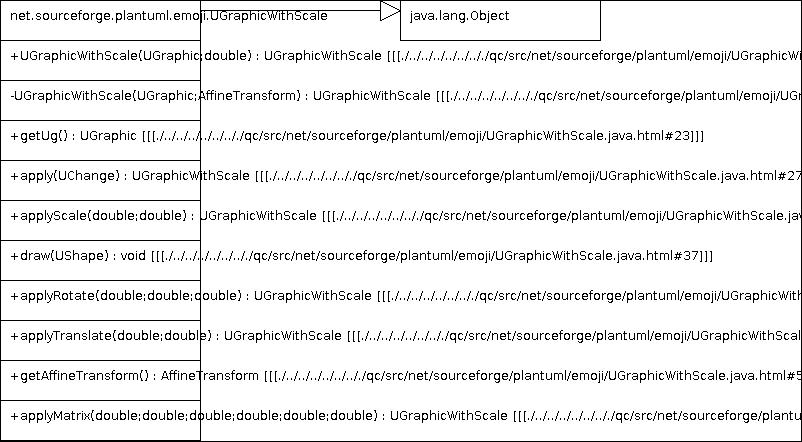 net.sourceforge.plantuml.emoji.UGraphicWithScale
java.lang.Object
+UGraphicWithScale(UGraphic;double) : UGraphicWithScale [[[./../../../../../../../qc/src/net/sourceforge/plantuml/emoji/UGraphicWi
-UGraphicWithScale(UGraphic;AffineTransform) : UGraphicWithScale [[[./../../../../../../../qc/src/net/sourceforge/plantuml/emoji/UGr
+getUg() : UGraphic [[[./../../../../../../../qc/src/net/sourceforge/plantuml/emoji/UGraphicWithScale.java.html#23]]]
+apply(UChange) : UGraphicWithScale [[[./../../../../../../../qc/src/net/sourceforge/plantuml/emoji/UGraphicWithScale.java.html#27
+applyScale(double;double) : UGraphicWithScale [[[./../../../../../../../qc/src/net/sourceforge/plantuml/emoji/UGraphicWithScale.jav
+draw(UShape) : void [[[./../../../../../../../qc/src/net/sourceforge/plantuml/emoji/UGraphicWithScale.java.html#37]]]
+applyRotate(double;double;double) : UGraphicWithScale [[[./../../../../../../../qc/src/net/sourceforge/plantuml/emoji/UGraphicWith
+applyTranslate(double;double) : UGraphicWithScale [[[./../../../../../../../qc/src/net/sourceforge/plantuml/emoji/UGraphicWithScal
+getAffineTransform() : AffineTransform [[[./../../../../../../../qc/src/net/sourceforge/plantuml/emoji/UGraphicWithScale.java.html#5
+applyMatrix(double;double;double;double;double;double) : UGraphicWithScale [[[./../../../../../../../qc/src/net/sourceforge/plantu